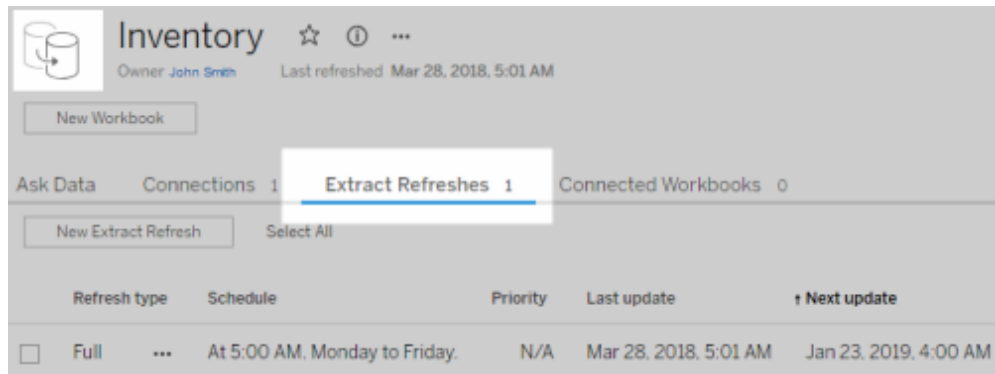 Inventory
Owner John Smith Last refreshed Mar 28, 2018, 5:01 AM
New Workbook
Ask Data Connections 1 Extract Refreshes 1 Connected Workbooks 0
New Extract Refresh Select All
Refresh type Schedule Priority Last update ↑ Next update
Full ••• At 5:00 AM. Monday to Friday. N/A Mar 28, 2018, 5:01 AM Jan 23, 2019, 4:00 AM